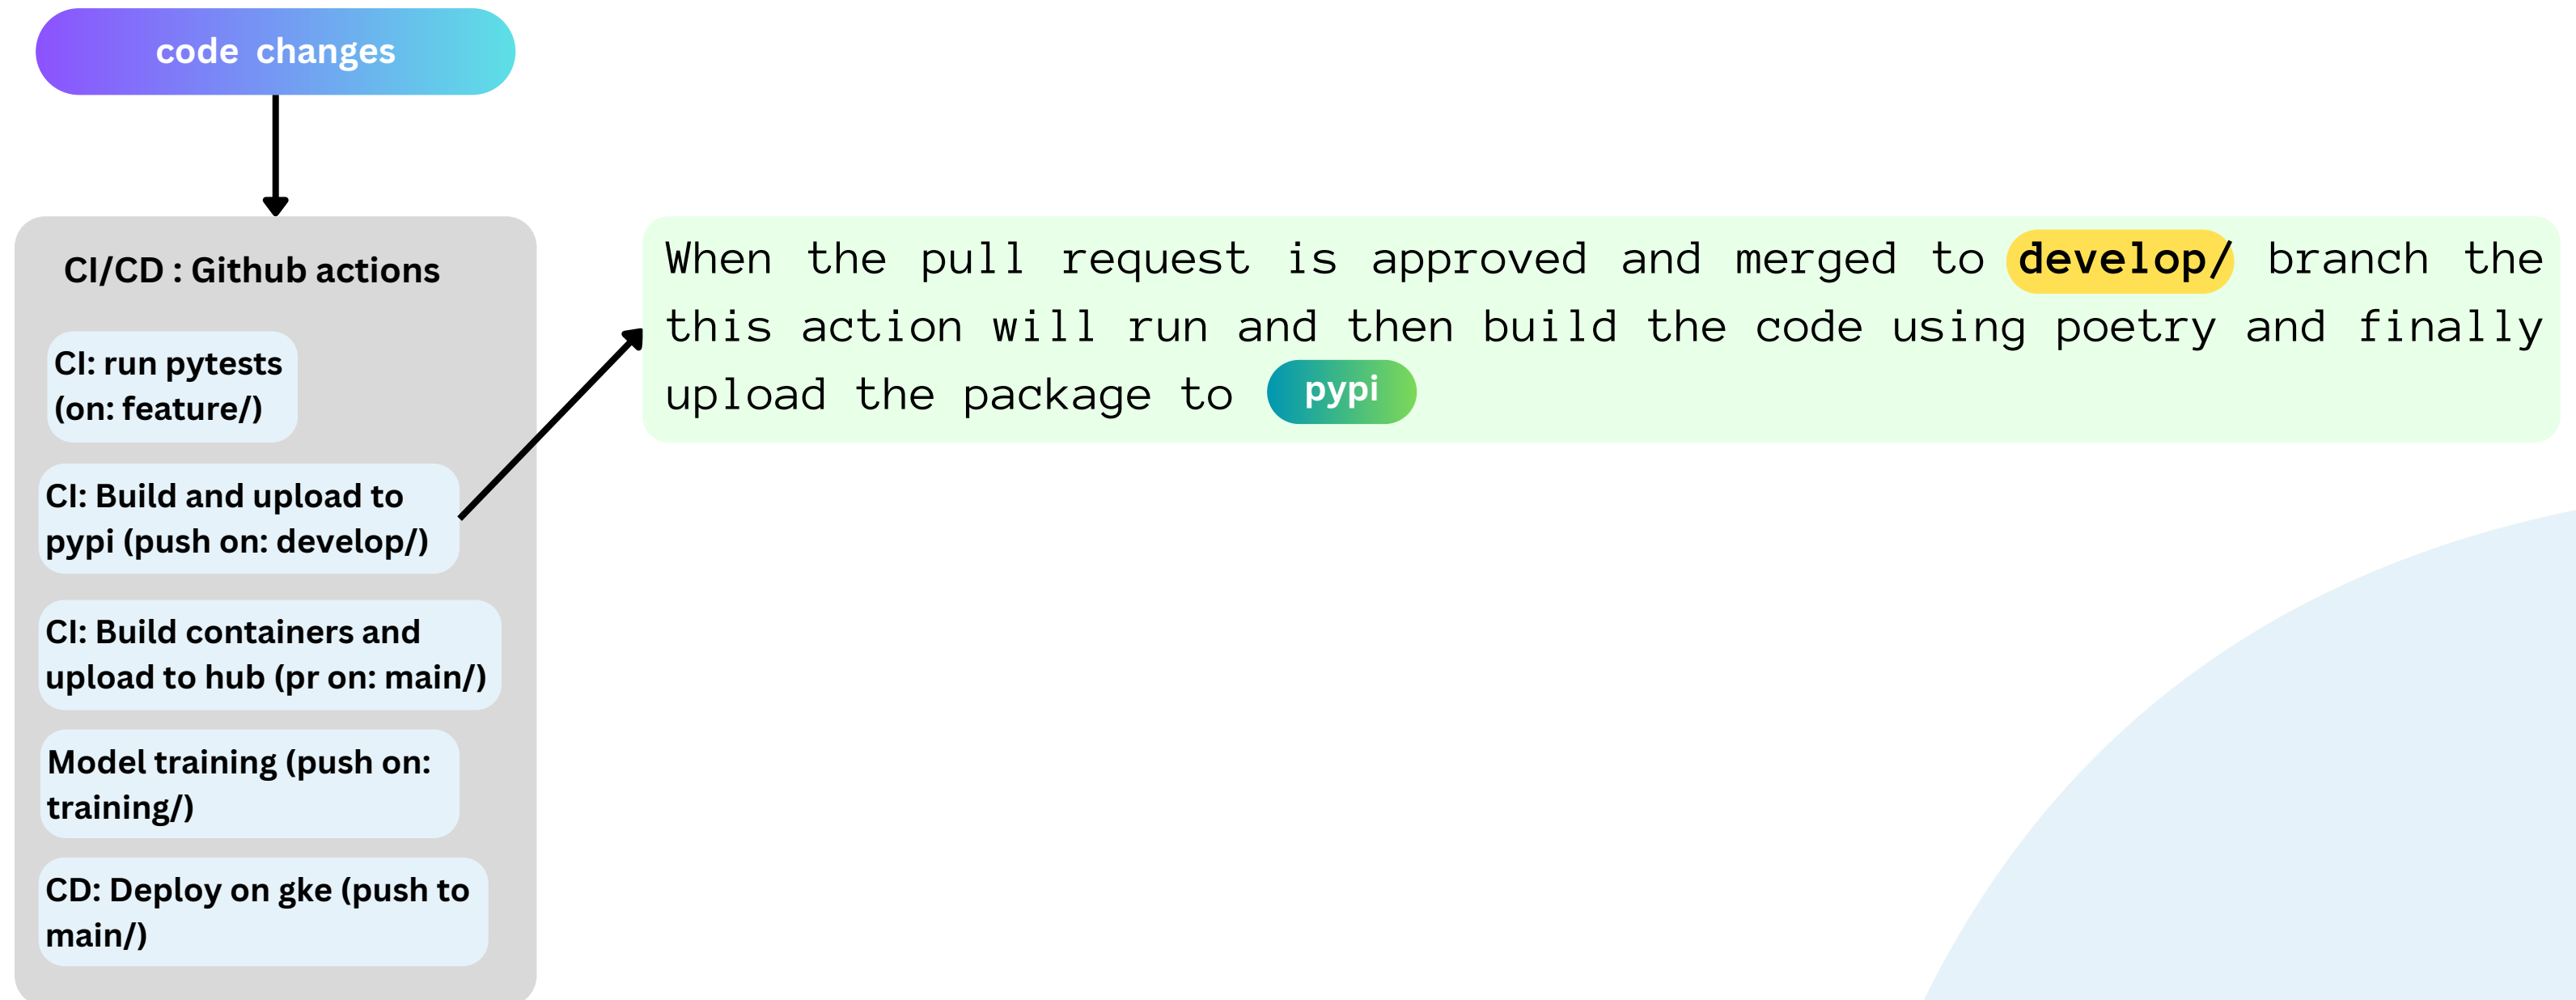 code changes
CI/CD : Github actions
CI: run pytests
(on: feature/)
CI: Build and upload to
pypi (push on: develop/)
CI: Build containers and
upload to hub (pr on: main/)
Model training (push on:
training/)
CD: Deploy on gke (push to
main/)
When the pull request is approved and merged to develop/ branch the
this action will run and then build the code using poetry and finally
upload the package to pypi